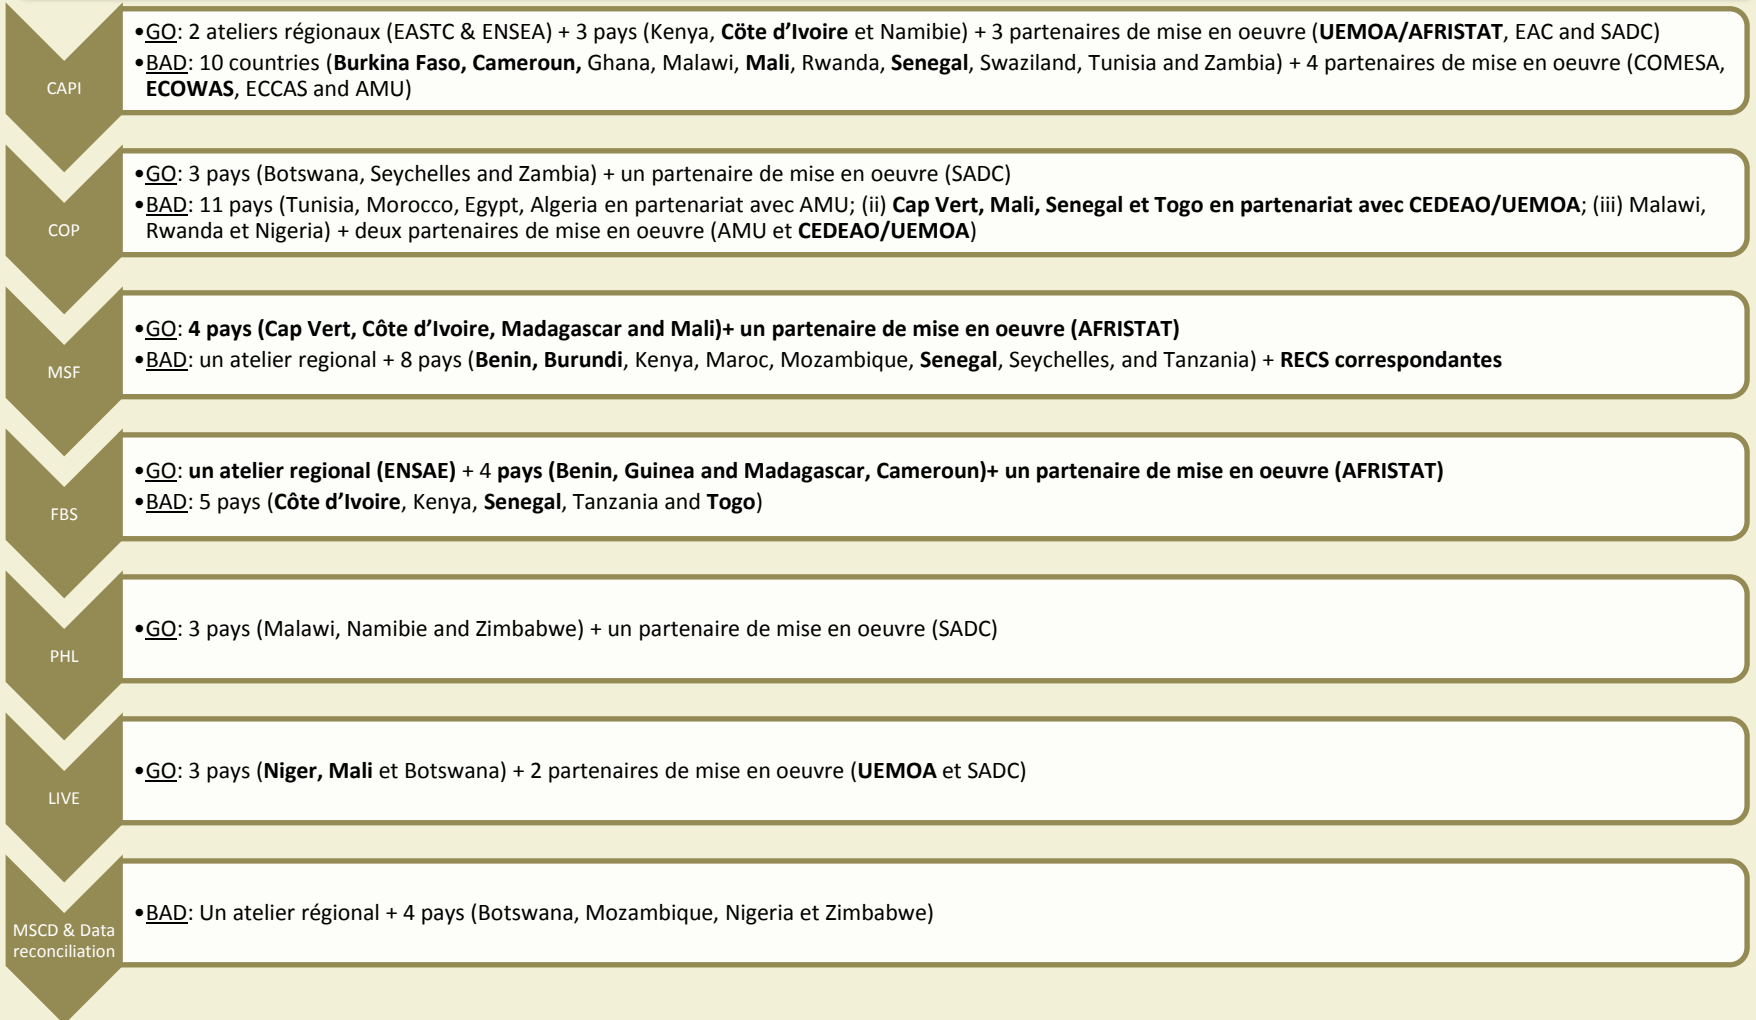 CAPI
•GO: 2 ateliers régionaux (EASTC & ENSEA) + 3 pays (Kenya, Côte d’Ivoire et Namibie) + 3 partenaires de mise en oeuvre (UEMOA/AFRISTAT, EAC and SADC)
•BAD: 10 countries (Burkina Faso, Cameroun, Ghana, Malawi, Mali, Rwanda, Senegal, Swaziland, Tunisia and Zambia) + 4 partenaires de mise en oeuvre (COMESA,
ECOWAS, ECCAS and AMU)
COP
•GO: 3 pays (Botswana, Seychelles and Zambia) + un partenaire de mise en oeuvre (SADC)
•BAD: 11 pays (Tunisia, Morocco, Egypt, Algeria en partenariat avec AMU; (ii) Cap Vert, Mali, Senegal et Togo en partenariat avec CEDEAO/UEMOA; (iii) Malawi,
Rwanda et Nigeria) + deux partenaires de mise en oeuvre (AMU et CEDEAO/UEMOA)
MSF
•GO: 4 pays (Cap Vert, Côte d’Ivoire, Madagascar and Mali)+ un partenaire de mise en oeuvre (AFRISTAT)
•BAD: un atelier regional + 8 pays (Benin, Burundi, Kenya, Maroc, Mozambique, Senegal, Seychelles, and Tanzania) + RECS correspondantes
FBS
•GO: un atelier regional (ENSAE) + 4 pays (Benin, Guinea and Madagascar, Cameroun)+ un partenaire de mise en oeuvre (AFRISTAT)
•BAD: 5 pays (Côte d’Ivoire, Kenya, Senegal, Tanzania and Togo)
PHL
•GO: 3 pays (Malawi, Namibie and Zimbabwe) + un partenaire de mise en oeuvre (SADC)
LIVE
•GO: 3 pays (Niger, Mali et Botswana) + 2 partenaires de mise en oeuvre (UEMOA et SADC)
MSCD & Data
reconciliation
•BAD: Un atelier régional + 4 pays (Botswana, Mozambique, Nigeria et Zimbabwe)